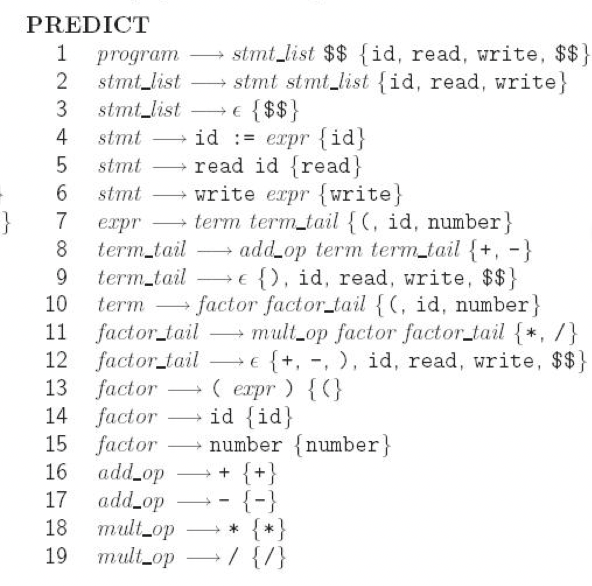 PREDICT
1 program ⟶ stmt_list $$ {id, read, write, $$}
2 stmt_list ⟶ stmt stmt_list {id, read, write}
3 stmt_list ⟶ ϵ {$$}
4 stmt ⟶ id := expr {id}
5 stmt ⟶ read id {read}
6 stmt ⟶ write expr {write}
} 7 expr ⟶ term term_tail {(, id, number}
8 term_tail ⟶ add_op term term_tail {+, -}
9 term_tail ⟶ ϵ {), id, read, write, $$}
10 term ⟶ factor factor_tail {(, id, number}
11 factor_tail ⟶ mult_op factor factor_tail {*, /}
12 factor_tail ⟶ ϵ {+, -, ), id, read, write, $$}
13 factor ⟶ ( expr ) {(}
14 factor ⟶ id {id}
15 factor ⟶ number {number}
16 add_op ⟶ + {+}
17 add_op ⟶ - {-}
18 mult_op ⟶ * {*}
19 mult_op ⟶ / {/}